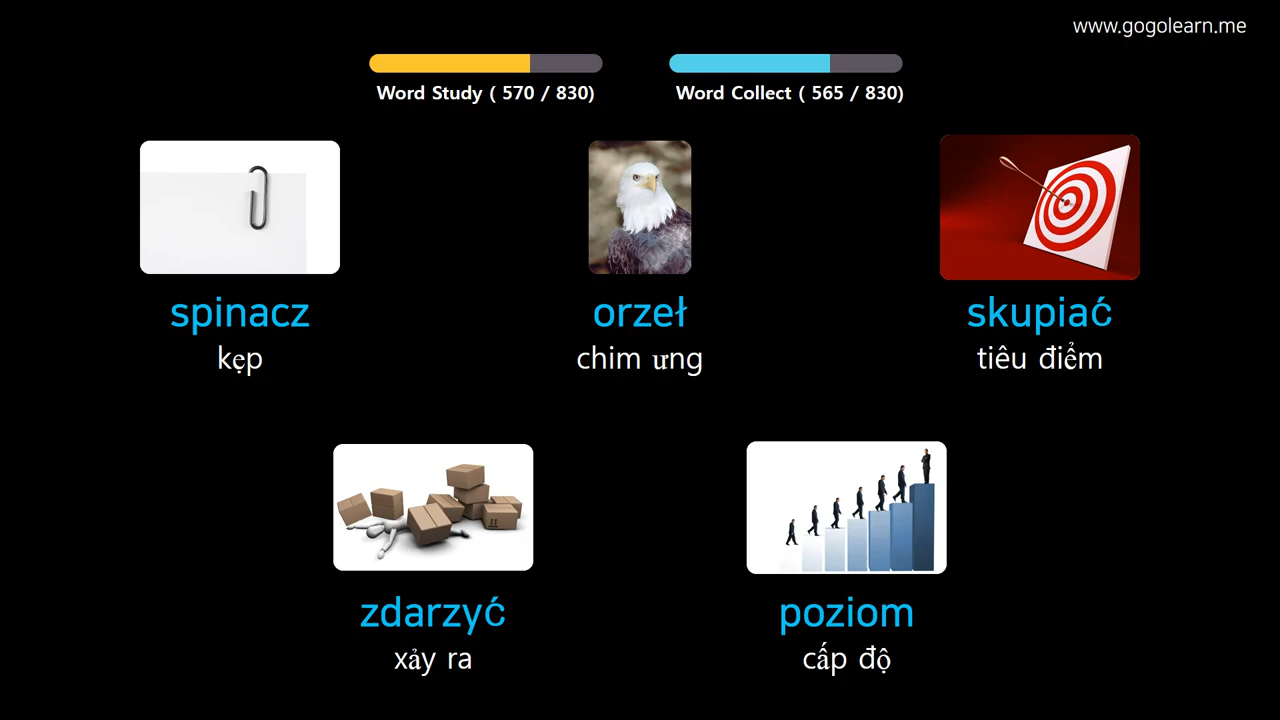 www.gogolearn.me
Word Study ( 570 / 830)
Word Collect ( 565 / 830)
spinacz
kẹp
orzeł
chim ưng
skupiać
tiêu điểm
zdarzyć
xảy ra
poziom
cấp độ